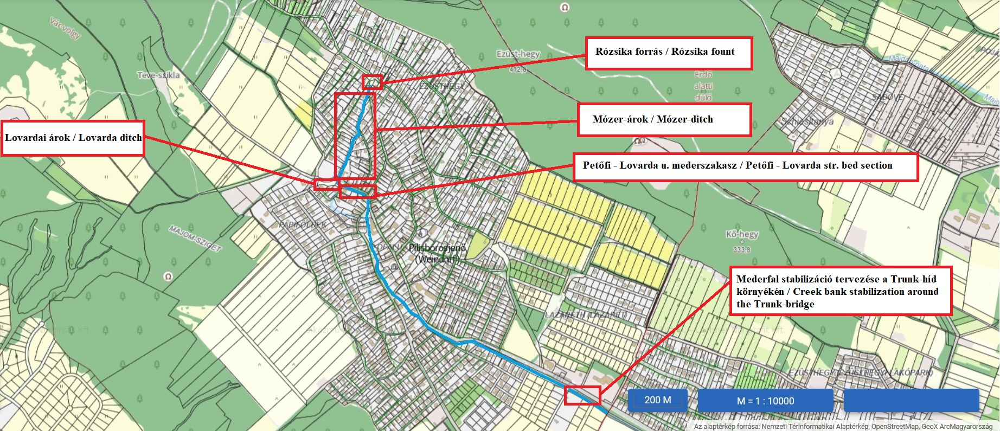 Vár-völgy
Teve-szikla
Ezüst-hegy
412,8
EZÜSTHEGY
Rózsika forrás / Rózsika fount
Erdő
alatti
dűlő
Mózer-árok / Mózer-ditch
Lovardai árok / Lovarda ditch
Petőfi - Lovarda u. mederszakasz / Petőfi - Lovarda str. bed section
PAPIFÖLDEK
MAJOM-SZIGET
ÓFALU
Pilisborosjenő
(Weindorf)
Kő-hegy
333,8
Mederfal stabilizáció tervezése a Trunk-híd
környékén / Creek bank stabilization around
the Trunk-bridge
LAZARETH (LAZARET)
EZÜSTHEGY (EZÜSTHEGYI LAKÓPARK)
200 M
M = 1 : 10000
Az alaptérkép forrása: Nemzeti Térinformatikai Alaptérkép, OpenStreetMap, GeoX ArcMagyarország